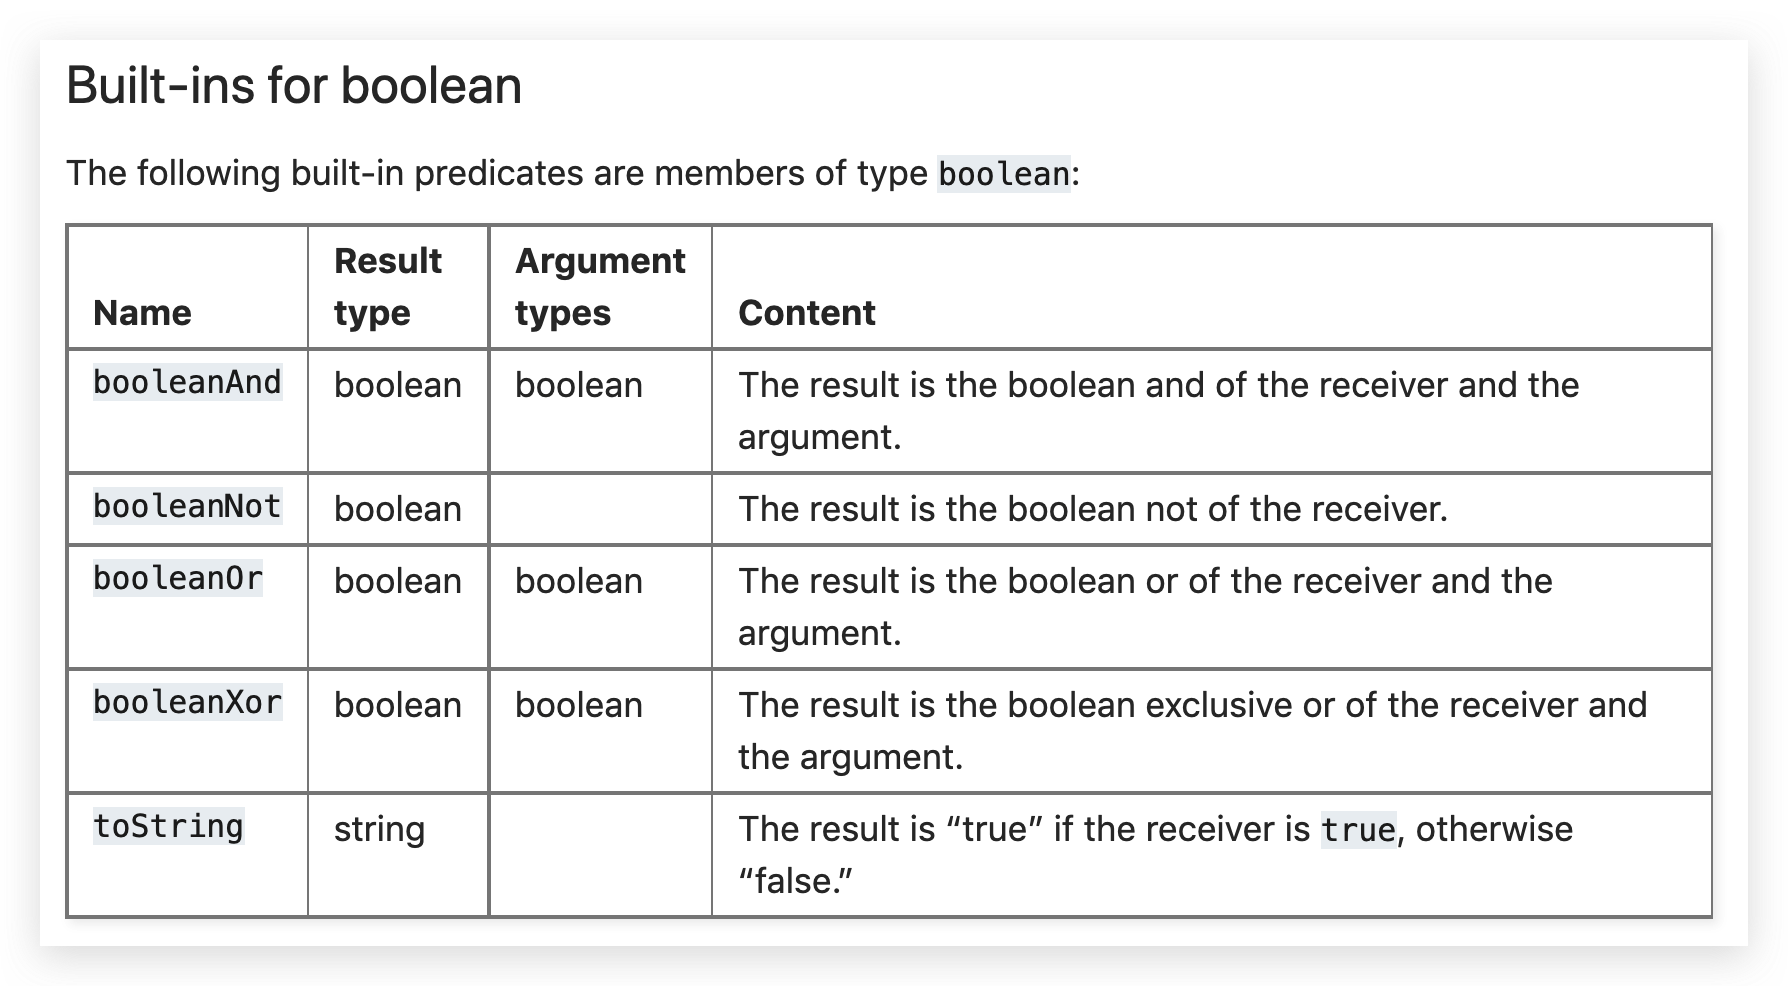 Built-ins for boolean
The following built-in predicates are members of type boolean:
Name Result type Argument types Content
booleanAnd boolean boolean The result is the boolean and of the receiver and the
argument.
booleanNot boolean The result is the boolean not of the receiver.
booleanOr boolean boolean The result is the boolean or of the receiver and the
argument.
booleanXor boolean boolean The result is the boolean exclusive or of the receiver and
the argument.
toString string The result is “true” if the receiver is true, otherwise
“false.”